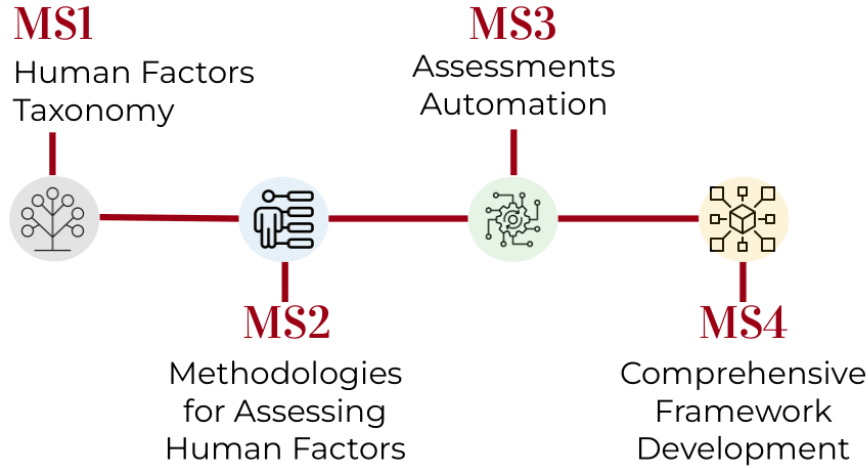 MS1
Human Factors
Taxonomy
MS2
Methodologies
for Assessing
Human Factors
MS3
Assessments
Automation
MS4
Comprehensive
Framework
Development